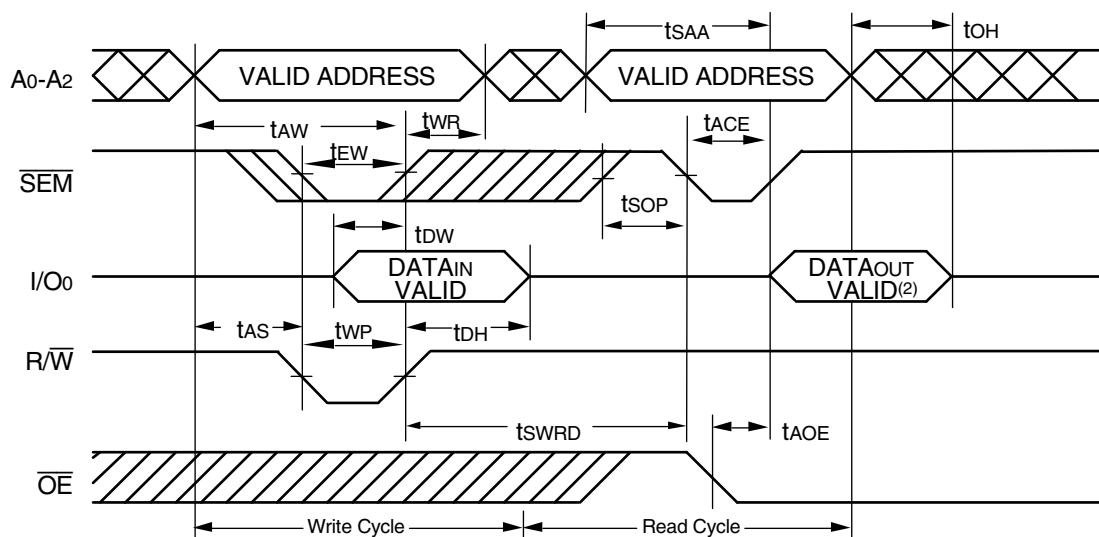 tSAA
tOH
A0-A2
VALID ADDRESS
VALID ADDRESS
tAW
tWR
tACE
tEW
SEM
tSOP
tDW
I/O0
DATAIN
VALID
DATAOUT
VALID(2)
tAS
tWP
tDH
R/W
tSWRD
tAOE
OE
Write Cycle
Read Cycle